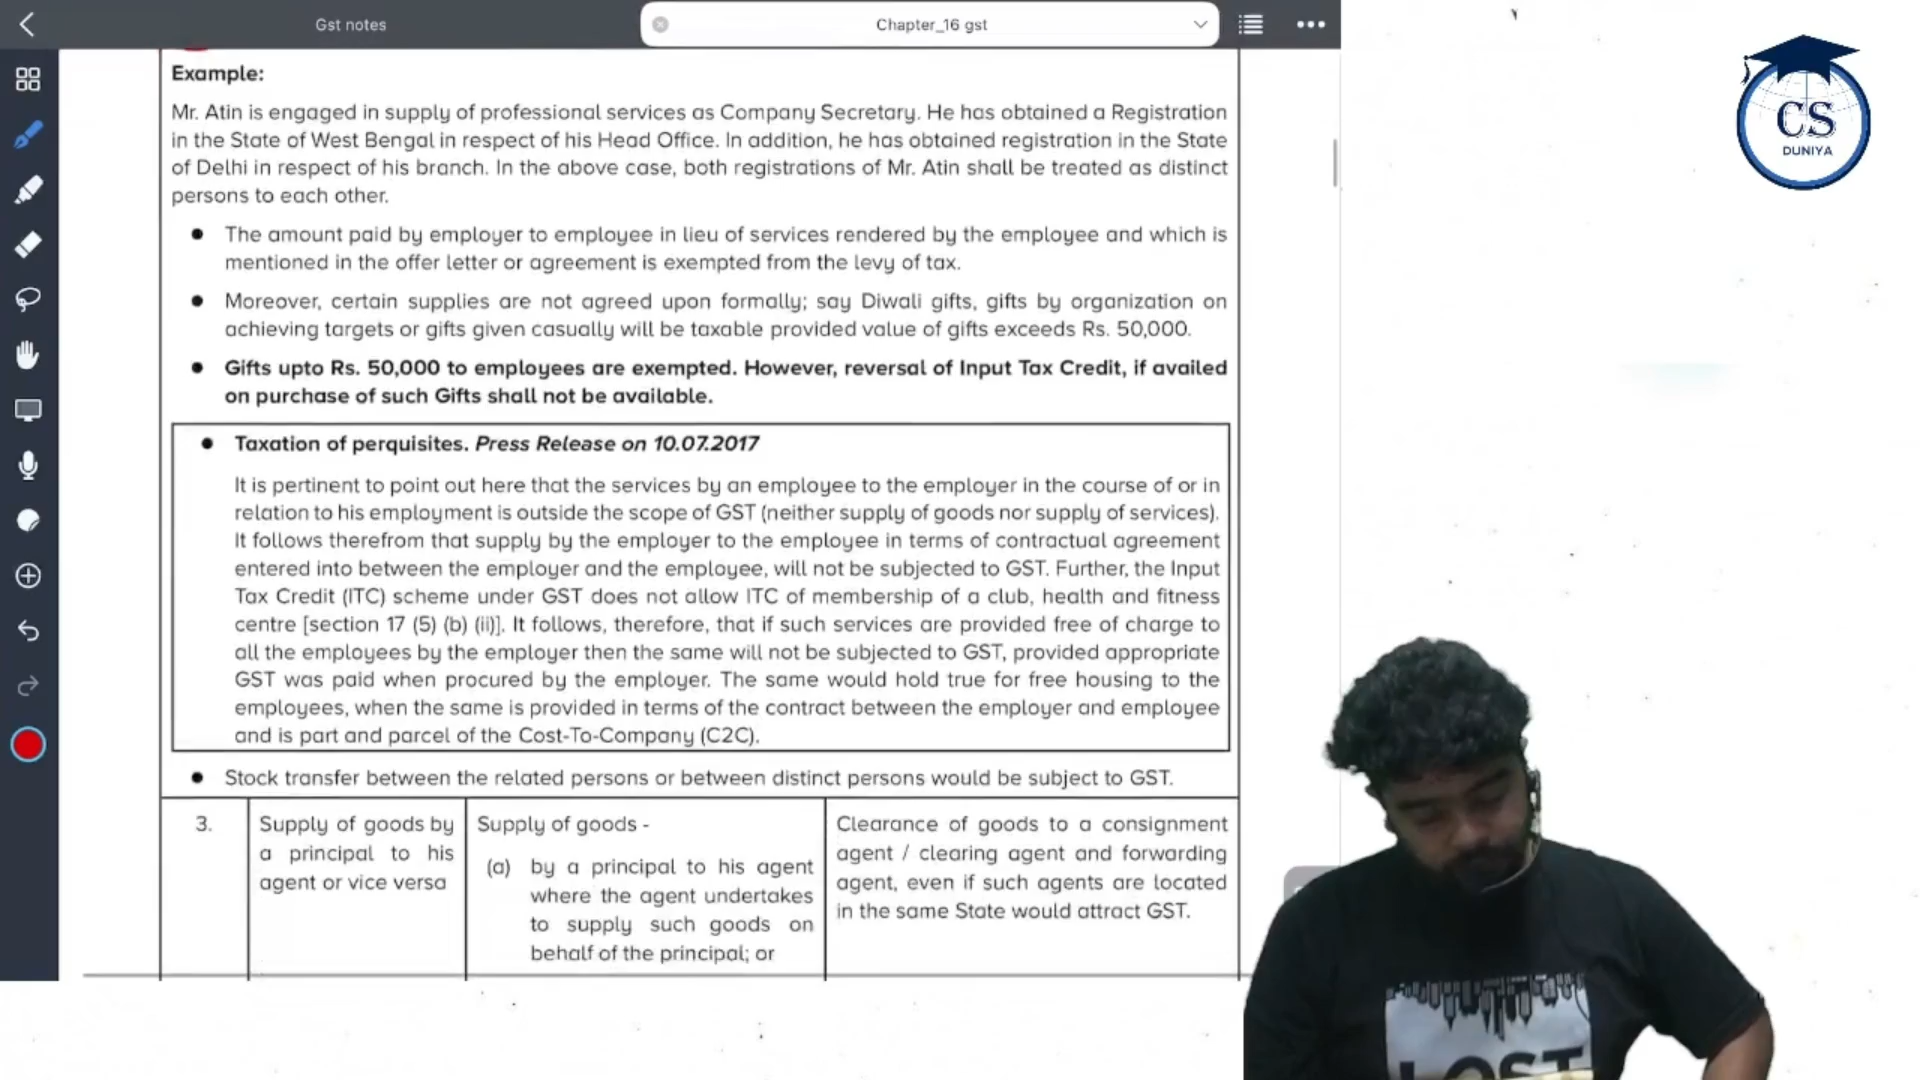 Gst notes
Chapter_16 gst
CS
DUNIYA
Example:
Mr. Atin is engaged in supply of professional services as Company Secretary. He has obtained a Registration
in the State of West Bengal in respect of his Head Office. In addition, he has obtained registration in the State
of Delhi in respect of his branch. In the above case, both registrations of Mr. Atin shall be treated as distinct
persons to each other.
● The amount paid by employer to employee in lieu of services rendered by the employee and which is
mentioned in the offer letter or agreement is exempted from the levy of tax.
● Moreover, certain supplies are not agreed upon formally; say Diwali gifts, gifts by organization on
achieving targets or gifts given casually will be taxable provided value of gifts exceeds Rs. 50,000.
● Gifts upto Rs. 50,000 to employees are exempted. However, reversal of Input Tax Credit, if availed
on purchase of such Gifts shall not be available.
● Taxation of perquisites. Press Release on 10.07.2017
It is pertinent to point out here that the services by an employee to the employer in the course of or in
relation to his employment is outside the scope of GST (neither supply of goods nor supply of services).
It follows therefrom that supply by the employer to the employee in terms of contractual agreement
entered into between the employer and the employee, will not be subjected to GST. Further, the Input
Tax Credit (ITC) scheme under GST does not allow ITC of membership of a club, health and fitness
centre [section 17 (5) (b) (ii)]. It follows, therefore, that if such services are provided free of charge to
all the employees by the employer then the same will not be subjected to GST, provided appropriate
GST was paid when procured by the employer. The same would hold true for free housing to the
employees, when the same is provided in terms of the contract between the employer and employee
and is part and parcel of the Cost-To-Company (C2C).
● Stock transfer between the related persons or between distinct persons would be subject to GST.
3.
Supply of goods by
a principal to his
agent or vice versa
Supply of goods -
(a) by a principal to his agent
where the agent undertakes
to supply such goods on
behalf of the principal; or
Clearance of goods to a consignment
agent / clearing agent and forwarding
agent, even if such agents are located
in the same State would attract GST.
LOST